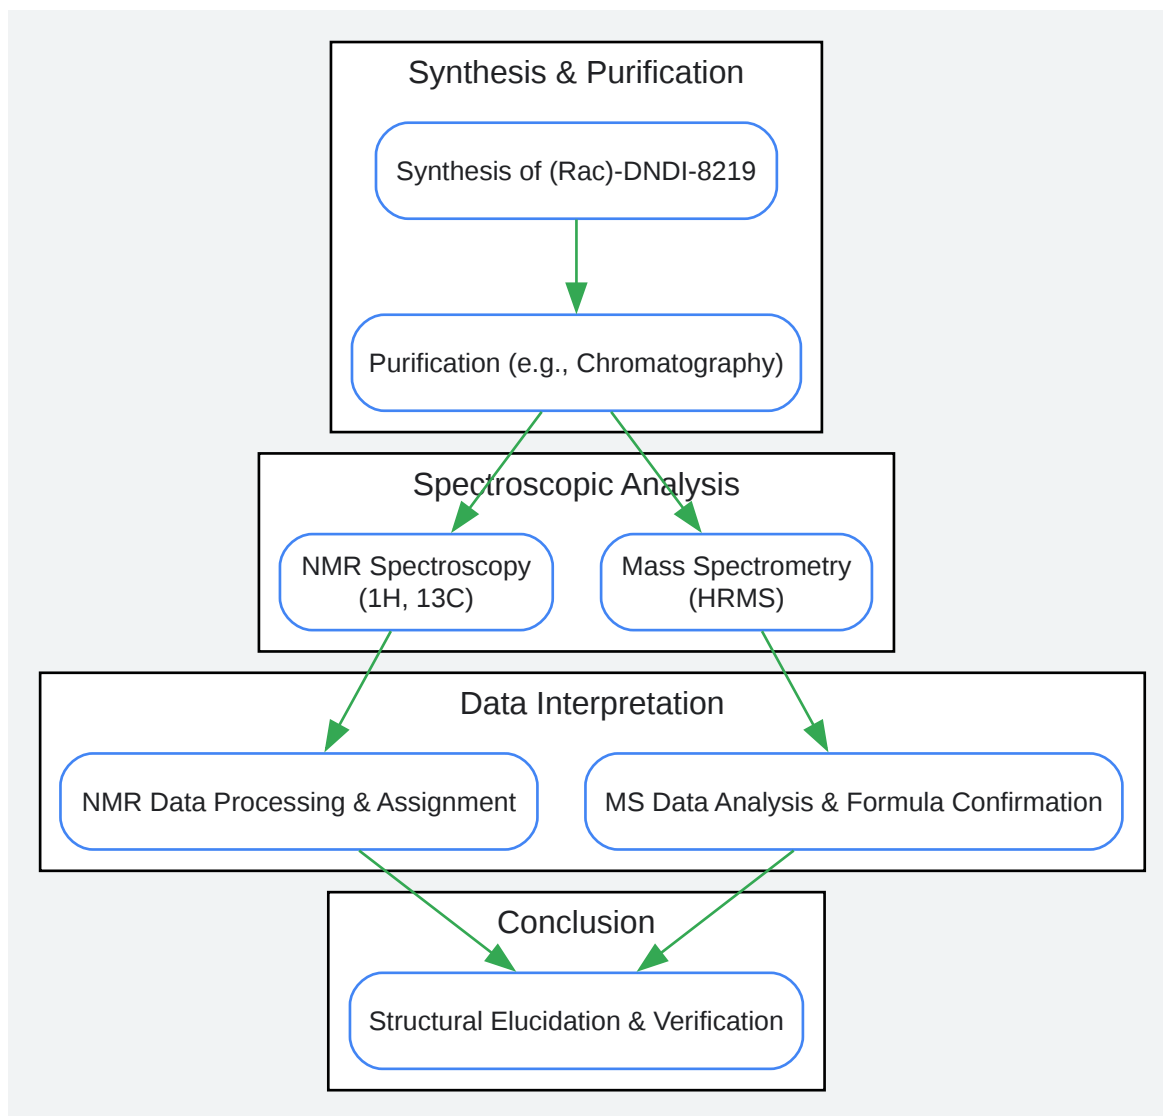 Synthesis & Purification
Synthesis of (Rac)-DNDI-8219
Purification (e.g., Chromatography)
Spectroscopic Analysis
NMR Spectroscopy
(1H, 13C)
Mass Spectrometry
(HRMS)
Data Interpretation
NMR Data Processing & Assignment
MS Data Analysis & Formula Confirmation
Conclusion
Structural Elucidation & Verification